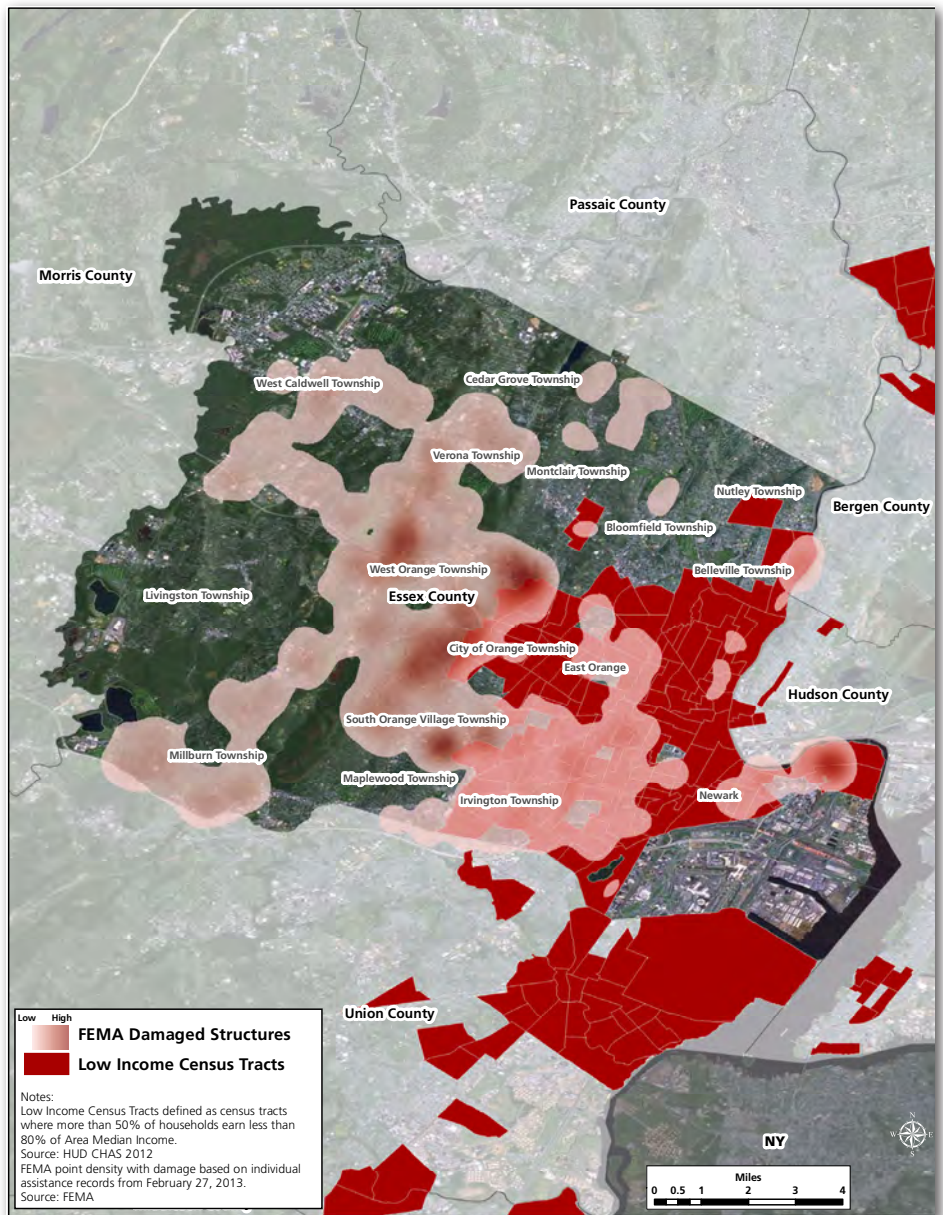 Passaic County
Morris County
West Caldwell Township
Cedar Grove Township
Verona Township
Montclair Township
Nutley Township
Bergen County
Bloomfield Township
West Orange Township
Belleville Township
Livingston Township
Essex County
City of Orange Township
East Orange
Hudson County
South Orange Village Township
Millburn Township
Maplewood Township
Irvington Township
Newark
Union County
NY
N
W E
S
Low High
FEMA Damaged Structures
Low Income Census Tracts
Notes:
Low Income Census Tracts defined as census tracts
where more than 50% of households earn less than
80% of Area Median Income.
Source: HUD CHAS 2012
FEMA point density with damage based on individual
assistance records from February 27, 2013.
Source: FEMA
Miles
0 0.5 1 2 3 4